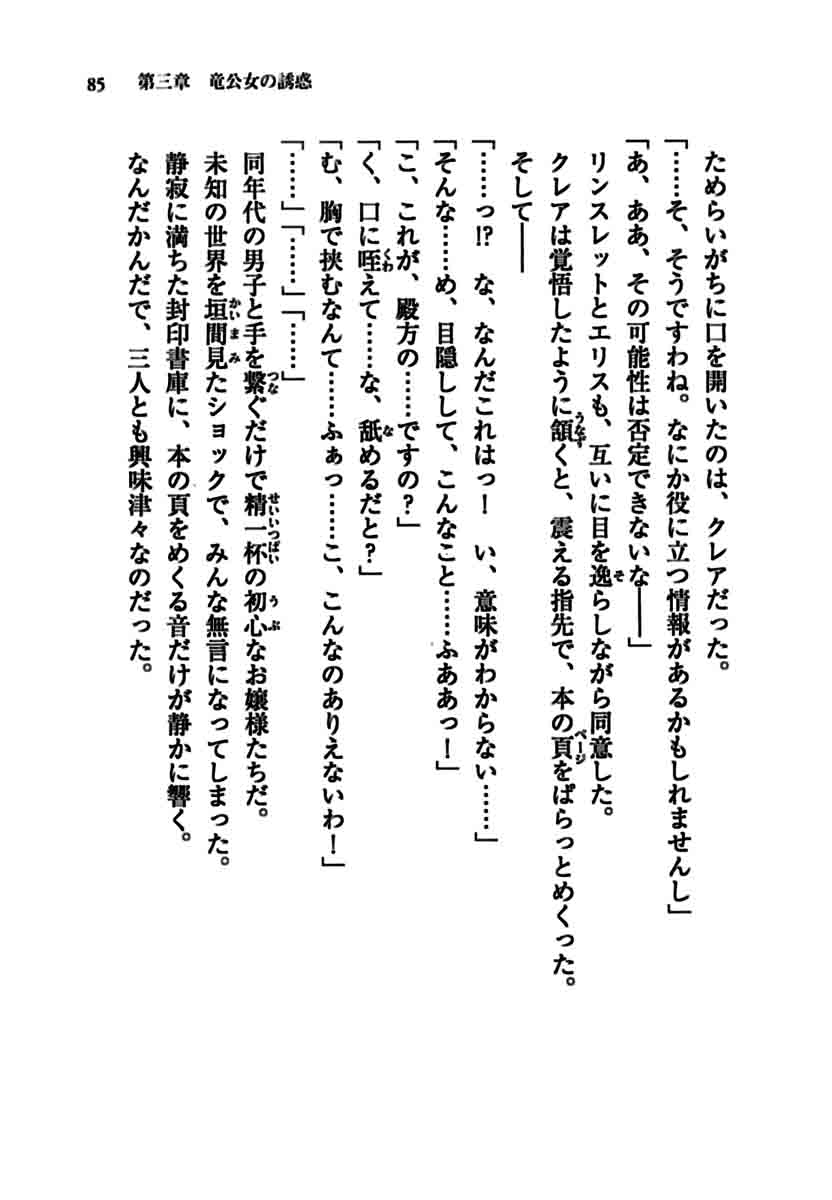 85　第三章　竜公女の誘惑
ためらいがちに口を開いたのは、クレアだった。
「……そ、そうですわね。なにか役に立つ情報があるかもしれませんし」
「あ、ああ、その可能性は否定できないな――」
リンスレットとエリスも、互いに目を逸らしながら同意した。
クレアは覚悟したように頷くと、震える指先で、本の頁をぱらっとめくった。
そして――
「……っ!?　な、なんだこれはっ！　い、意味がわからない……」
「そんな……め、目隠しして、こんなこと……ふああっ！」
「こ、これが、殿方の……ですの？」
「く、口に咥えて……な、舐めるだと？」
「む、胸で挟むなんて……ふぁっ……こ、こんなのありえないわ！」
「……」「……」「……」
同年代の男子と手を繋ぐだけで精一杯の初心なお嬢様たちだ。
未知の世界を垣間見たショックで、みんな無言になってしまった。
静寂に満ちた封印書庫に、本の頁をめくる音だけが静かに響く。
なんだかんだで、三人とも興味津々なのだった。